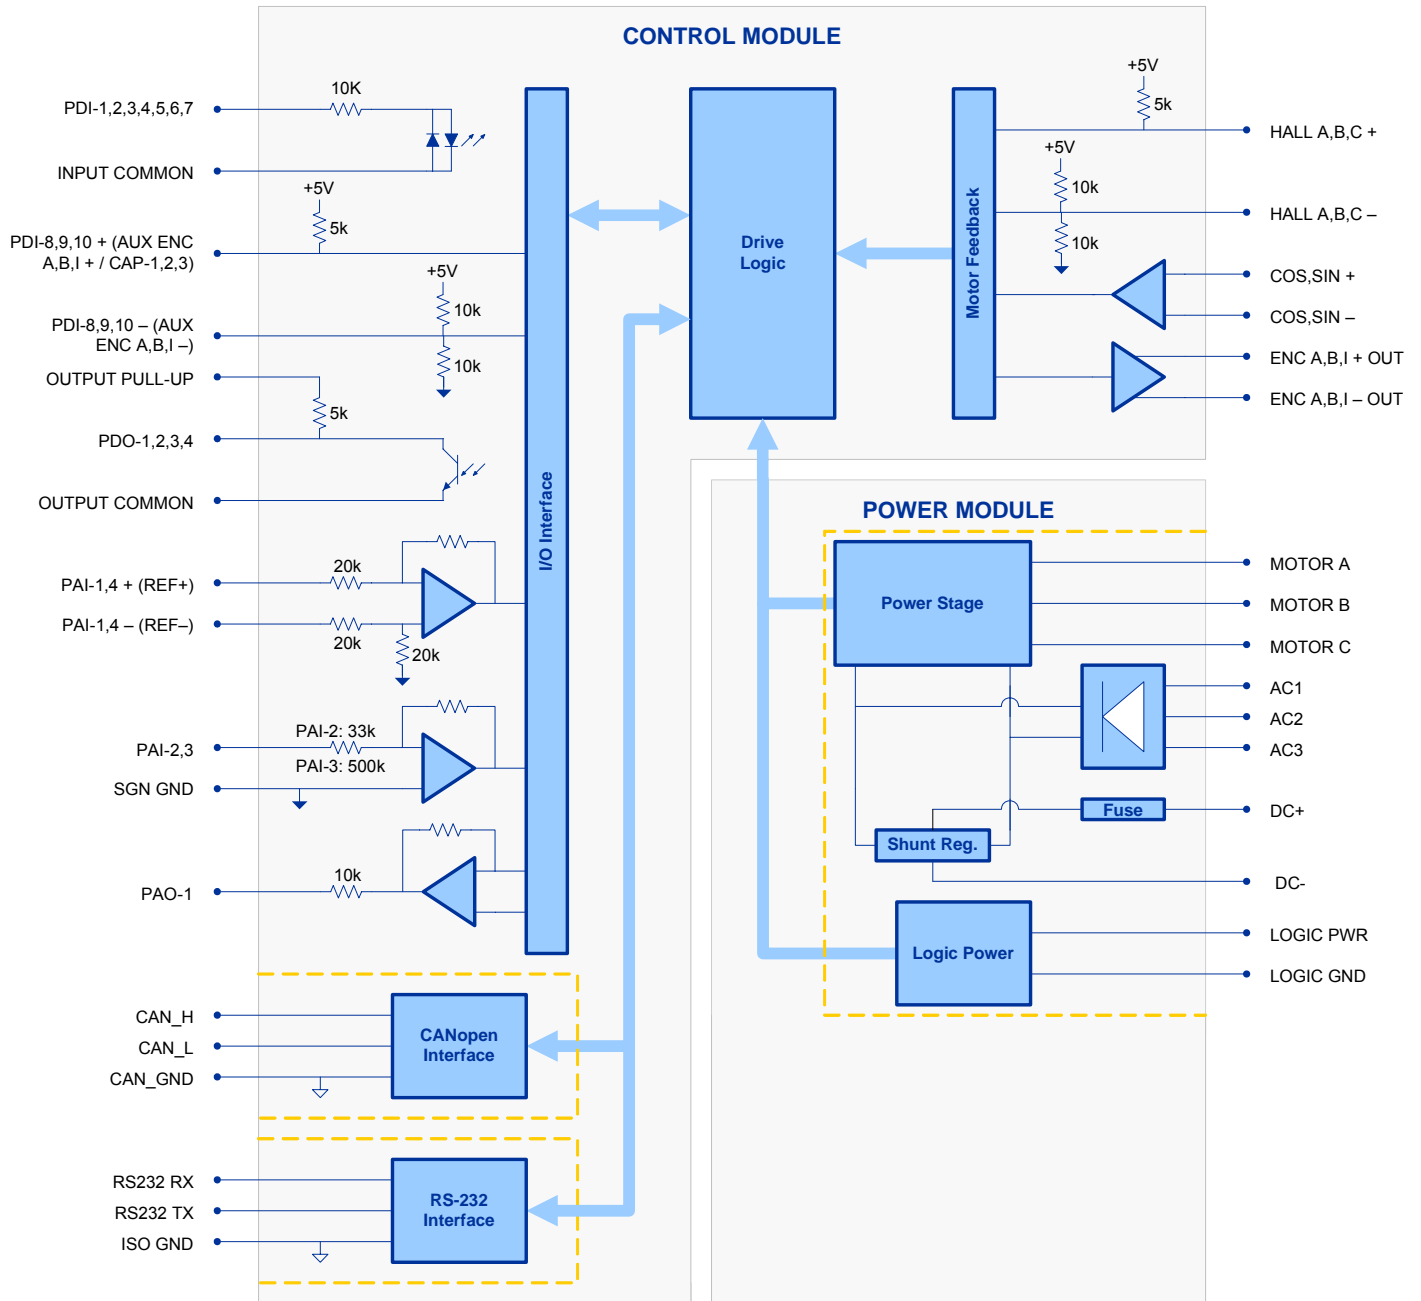 CONTROL MODULE
PDI-1,2,3,4,5,6,7
10K
INPUT COMMON
+5V
5k
PDI-8,9,10 + (AUX ENC
A,B,I + / CAP-1,2,3)
+5V
10k
PDI-8,9,10 – (AUX
ENC A,B,I –)
10k
OUTPUT PULL-UP
5k
PDO-1,2,3,4
OUTPUT COMMON
PAI-1,4 + (REF+)
20k
PAI-1,4 – (REF–)
20k
20k
PAI-2,3
PAI-2: 33k
PAI-3: 500k
SGN GND
PAO-1
10k
I/O Interface
Drive
Logic
Motor Feedback
+5V
5k
HALL A,B,C +
+5V
10k
HALL A,B,C –
10k
COS,SIN +
COS,SIN –
ENC A,B,I + OUT
ENC A,B,I – OUT
CAN_H
CAN_L
CAN_GND
CANopen
Interface
RS232 RX
RS232 TX
ISO GND
RS-232
Interface
POWER MODULE
Power Stage
MOTOR A
MOTOR B
MOTOR C
AC1
AC2
AC3
Fuse
DC+
Shunt Reg.
DC-
Logic Power
LOGIC PWR
LOGIC GND